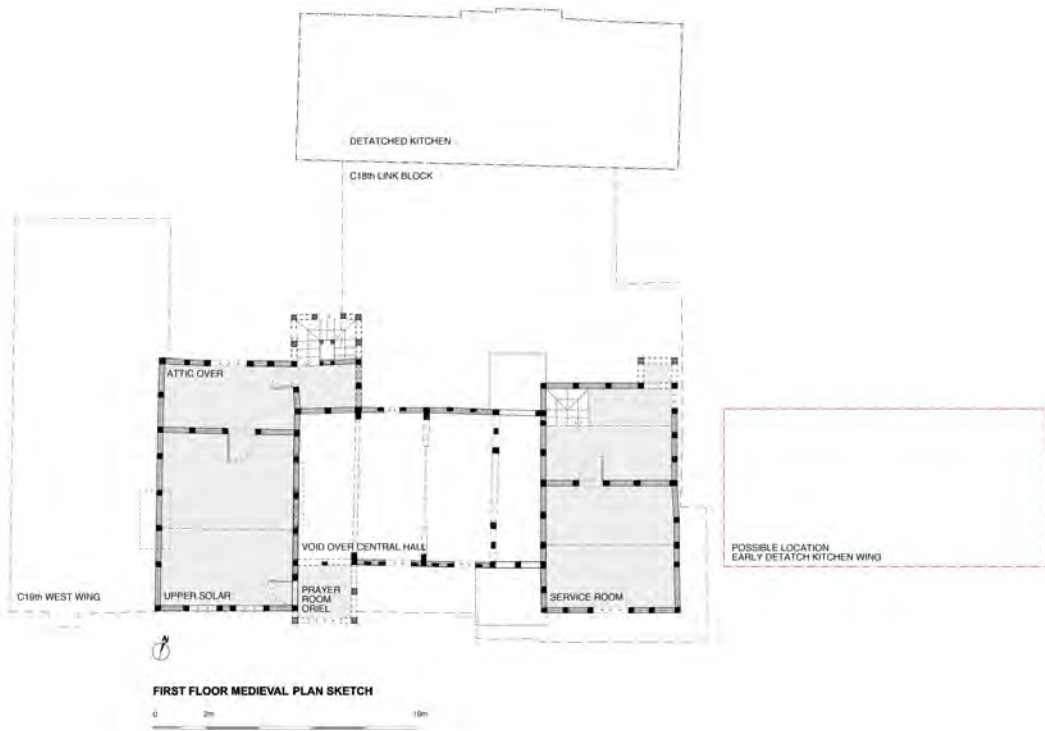 DETATCHED KITCHEN
C18th LINK BLOCK
ATTIC OVER
VOID OVER CENTRAL HALL
POSSIBLE LOCATION
EARLY DETATCH KITCHEN WING
C19th WEST WING
UPPER SOLAR
PRAYER
ROOM
ORIEL
SERVICE ROOM
N
FIRST FLOOR MEDIEVAL PLAN SKETCH
0 2m 10m